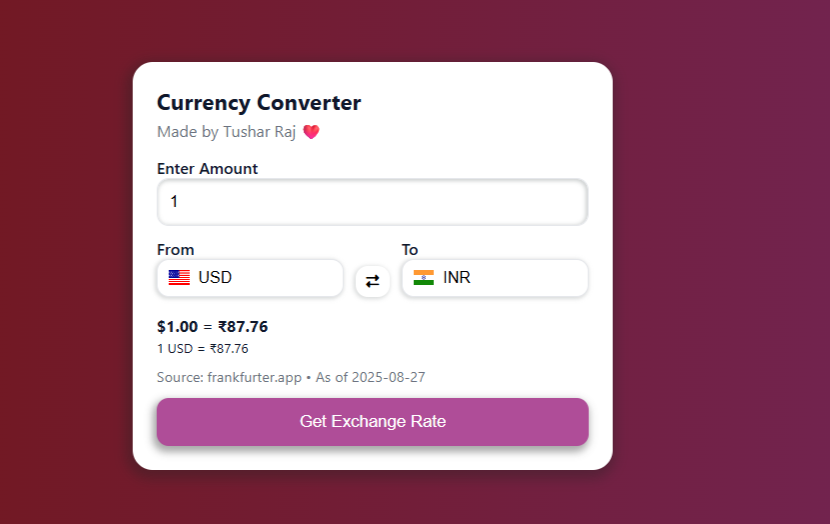 Currency Converter
Made by Tushar Raj 💖
Enter Amount
1
From To
USD INR
$1.00 = ₹87.76
1 USD = ₹87.76
Source: frankfurter.app • As of 2025-08-27
Get Exchange Rate